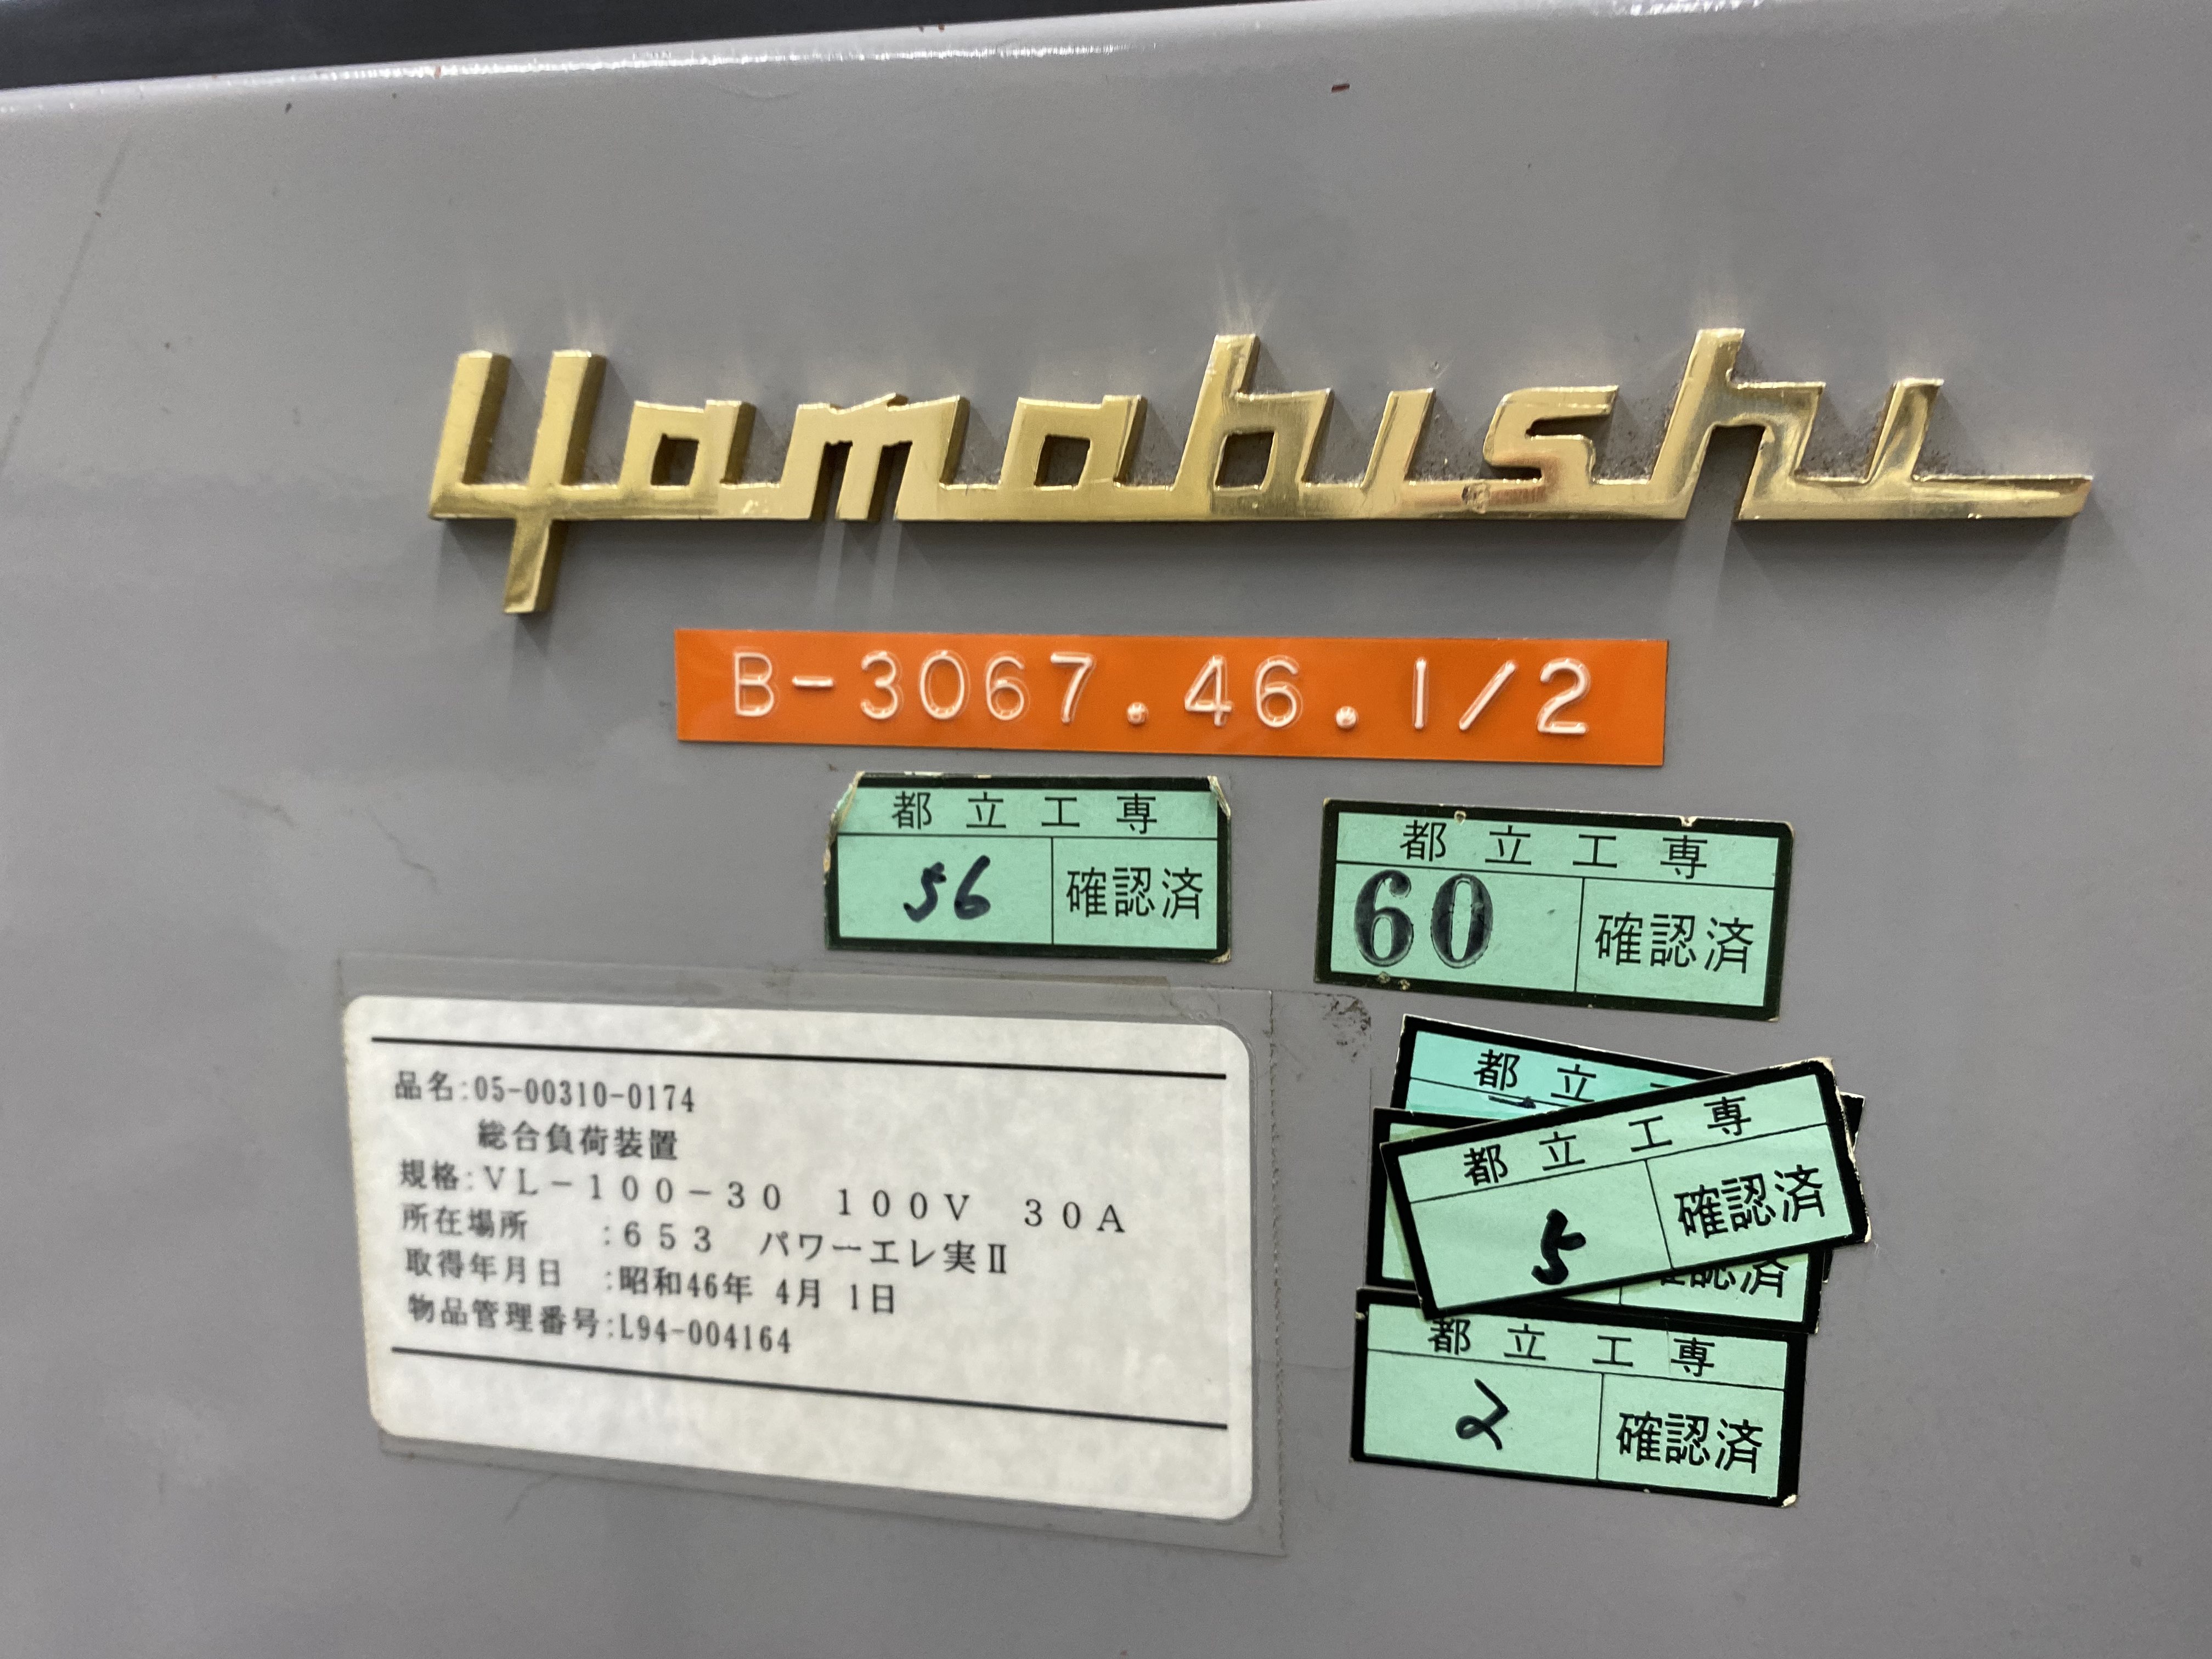 Yamabishi
B-3067.46.1/2
都立工専
56 確認済
都立工専
60 確認済
品名:05-00310-0174
総合負荷装置
規格:VL-100-30 100V 30A
所在場所 :653 パワーエレ実Ⅱ
取得年月日 :昭和46年 4月 1日
物品管理番号:L94-004164
都立
都立工専
5 確認済
確認済
都立工専
2 確認済